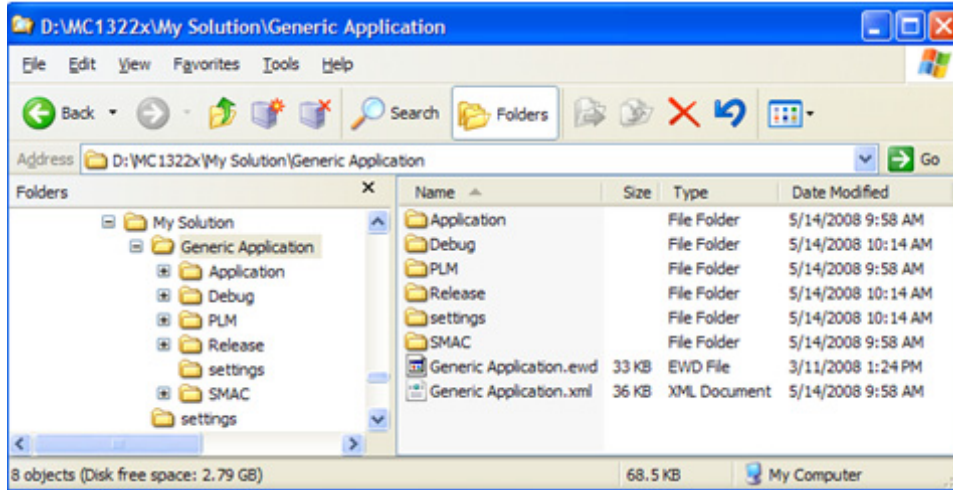 D:\MC1322x\My Solution\Generic Application
File Edit View Favorites Tools Help
Back Search Folders
Address D:\MC1322x\My Solution\Generic Application Go
Folders
My Solution
Generic Application
Application
Debug
PLM
Release
settings
SMAC
settings
Name Size Type Date Modified
Application File Folder 5/14/2008 9:58 AM
Debug File Folder 5/14/2008 10:14 AM
PLM File Folder 5/14/2008 9:58 AM
Release File Folder 5/14/2008 10:14 AM
settings File Folder 5/14/2008 10:14 AM
SMAC File Folder 5/14/2008 9:58 AM
Generic Application.ewd 33 KB EWD File 3/11/2008 1:24 PM
Generic Application.xml 36 KB XML Document 5/14/2008 9:58 AM
8 objects (Disk free space: 2.79 GB) 68.5 KB My Computer